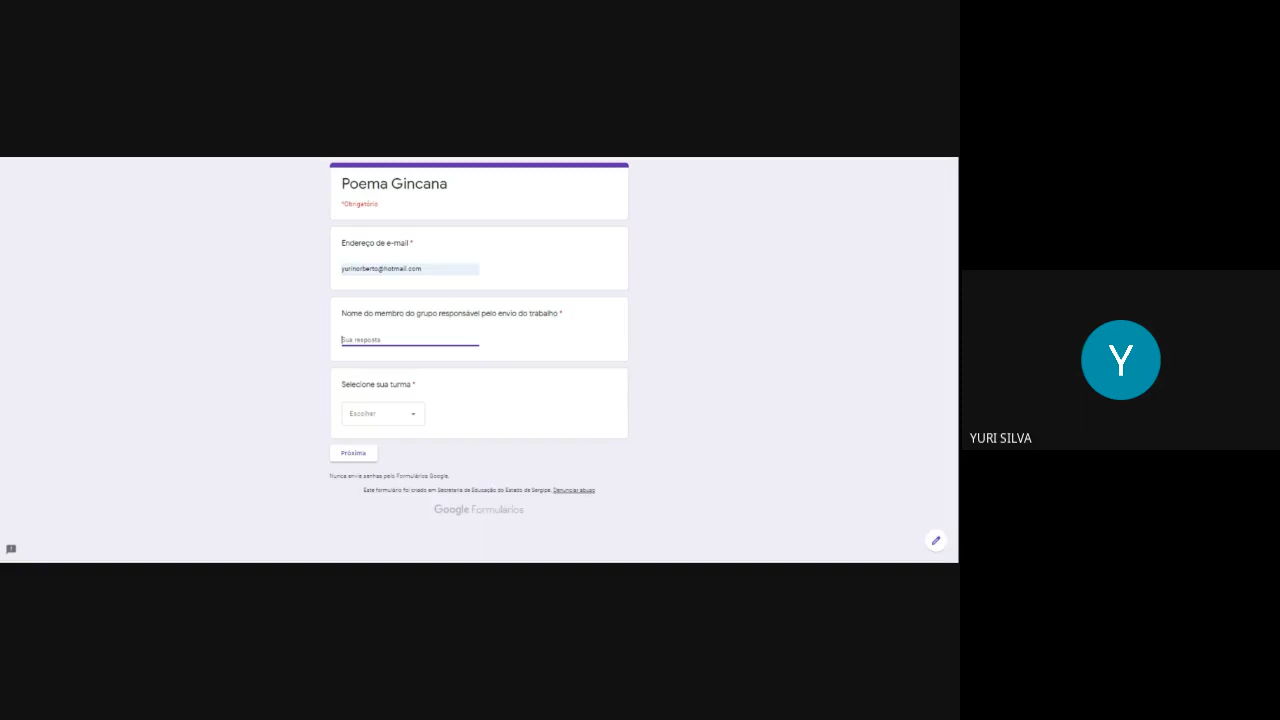 Poema Gincana
*Obrigatório
Endereço de e-mail *
yurinorberto@hotmail.com
Nome do membro do grupo responsável pelo envio do trabalho *
Sua resposta
Selecione sua turma *
Escolher
Próxima
Nunca envie senhas pelo Formulários Google.
Este formulário foi criado em Secretaria de Educação do Estado de Sergipe. Denunciar abuso
Google Formulários
Y
YURI SILVA